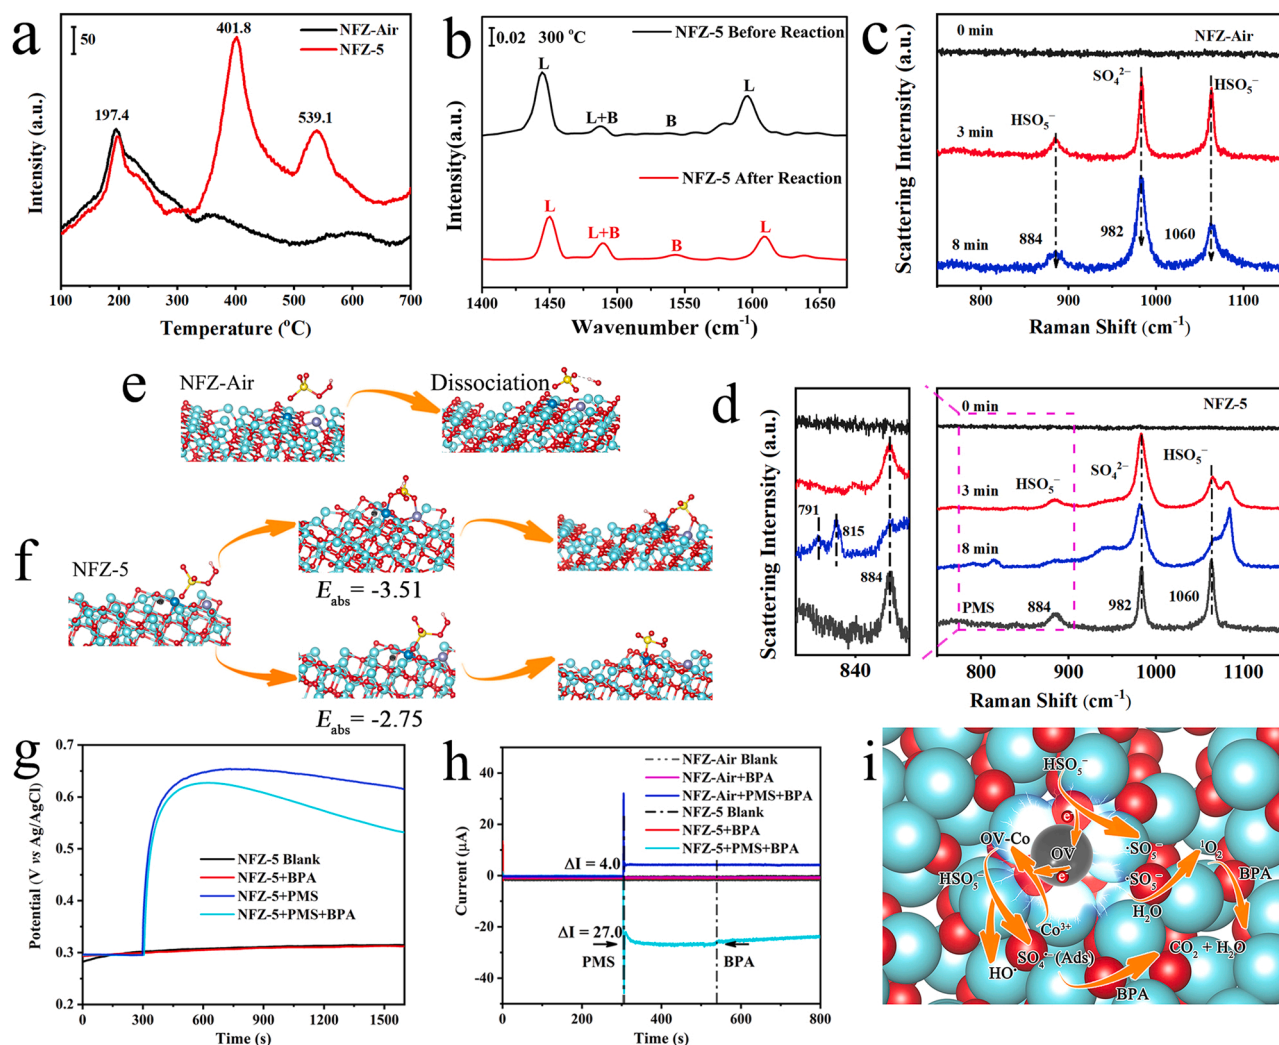 a
50
NFZ-Air
NFZ-5
401.8
197.4
539.1
Intensity (a.u.)
100 200 300 400 500 600 700
Temperature (°C)
b
0.02 300 °C
NFZ-5 Before Reaction
L
L+B
B
L
NFZ-5 After Reaction
L
L+B
B
L
Intensity(a.u.)
1400 1450 1500 1550 1600 1650
Wavenumber (cm⁻¹)
c
0 min
NFZ-Air
SO₄²⁻
HSO₅⁻
HSO₅⁻
3 min
8 min
884
982
1060
Scattering Internsity (a.u.)
800 900 1000 1100
Raman Shift (cm⁻¹)
e
NFZ-Air
Dissociation
f
NFZ-5
Eabs = -3.51
Eabs = -2.75
d
791
815
884
Scattering Intensity (a.u.)
840
0 min
NFZ-5
HSO₅⁻
SO₄²⁻
HSO₅⁻
3 min
8 min
PMS
884
982
1060
800 900 1000 1100
Raman Shift (cm⁻¹)
g
0.7
0.6
0.5
0.4
0.3
0.2
Potential (V vs Ag/AgCl)
NFZ-5 Blank
NFZ-5+BPA
NFZ-5+PMS
NFZ-5+PMS+BPA
0 300 600 900 1200 1500
Time (s)
h
40
20
0
-20
-40
Current (μA)
NFZ-Air Blank
NFZ-Air+BPA
NFZ-Air+PMS+BPA
NFZ-5 Blank
NFZ-5+BPA
NFZ-5+PMS+BPA
ΔI = 4.0
ΔI = 27.0
PMS
BPA
0 200 400 600 800
Time (s)
i
HSO₅⁻
e
OV-Co
OV
·SO₅⁻
¹O₂
HSO₅⁻
e
·SO₅⁻
BPA
H₂O
Co³⁺
SO₄·⁻ (Ads)
CO₂ + H₂O
HO·
BPA